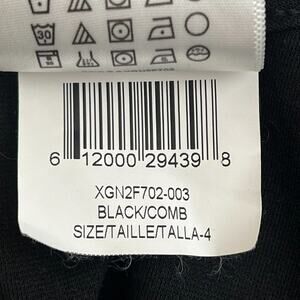 30
6 12000 29439 8
XGN2F702-003
BLACK/COMB
SIZE/TAILLE/TALLA-4